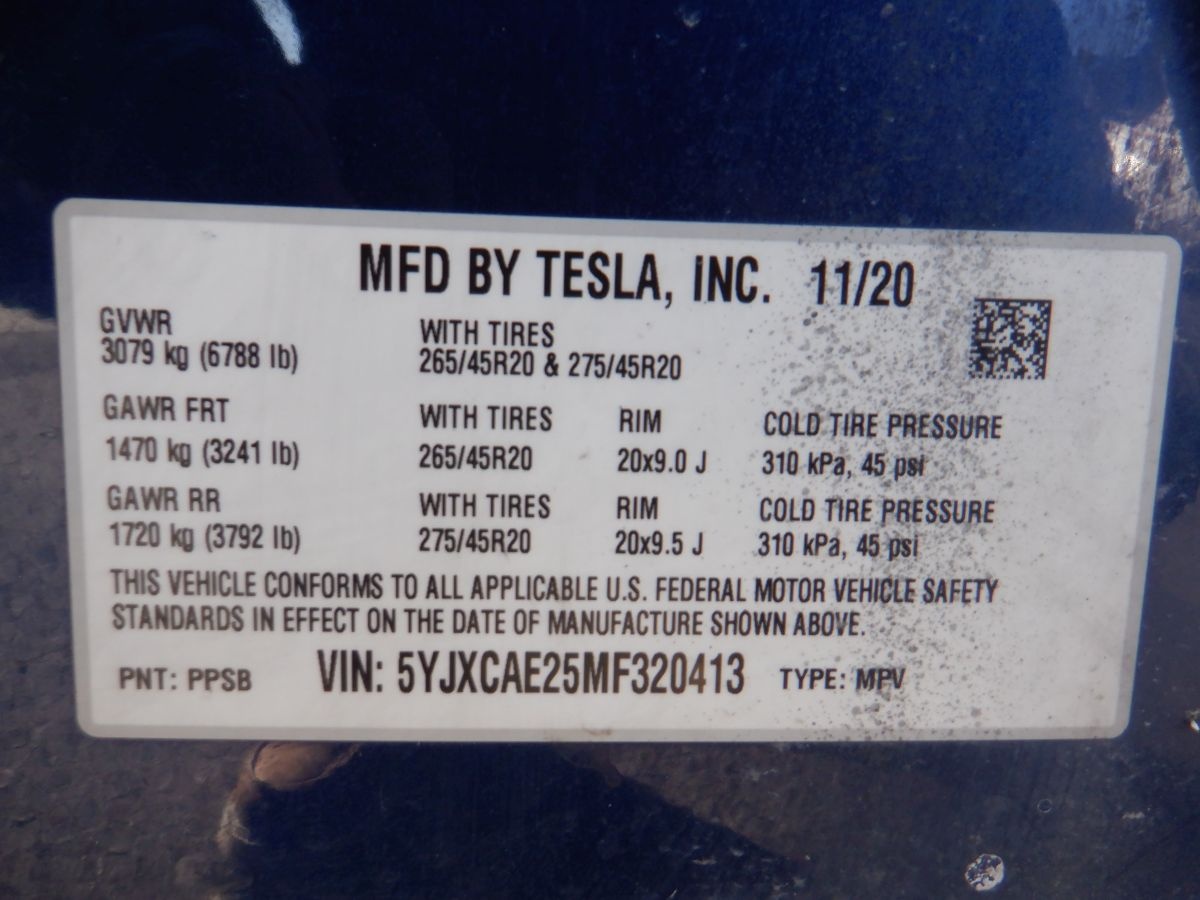 MFD BY TESLA, INC. 11/20
GVWR
3079 kg (6788 lb)
WITH TIRES
265/45R20 & 275/45R20
GAWR FRT WITH TIRES RIM COLD TIRE PRESSURE
1470 kg (3241 lb) 265/45R20 20x9.0 J 310 kPa, 45 psi
GAWR RR WITH TIRES RIM COLD TIRE PRESSURE
1720 kg (3792 lb) 275/45R20 20x9.5 J 310 kPa, 45 psi
THIS VEHICLE CONFORMS TO ALL APPLICABLE U.S. FEDERAL MOTOR VEHICLE SAFETY
STANDARDS IN EFFECT ON THE DATE OF MANUFACTURE SHOWN ABOVE.
PNT: PPSB VIN: 5YJXCAE25MF320413 TYPE: MPV